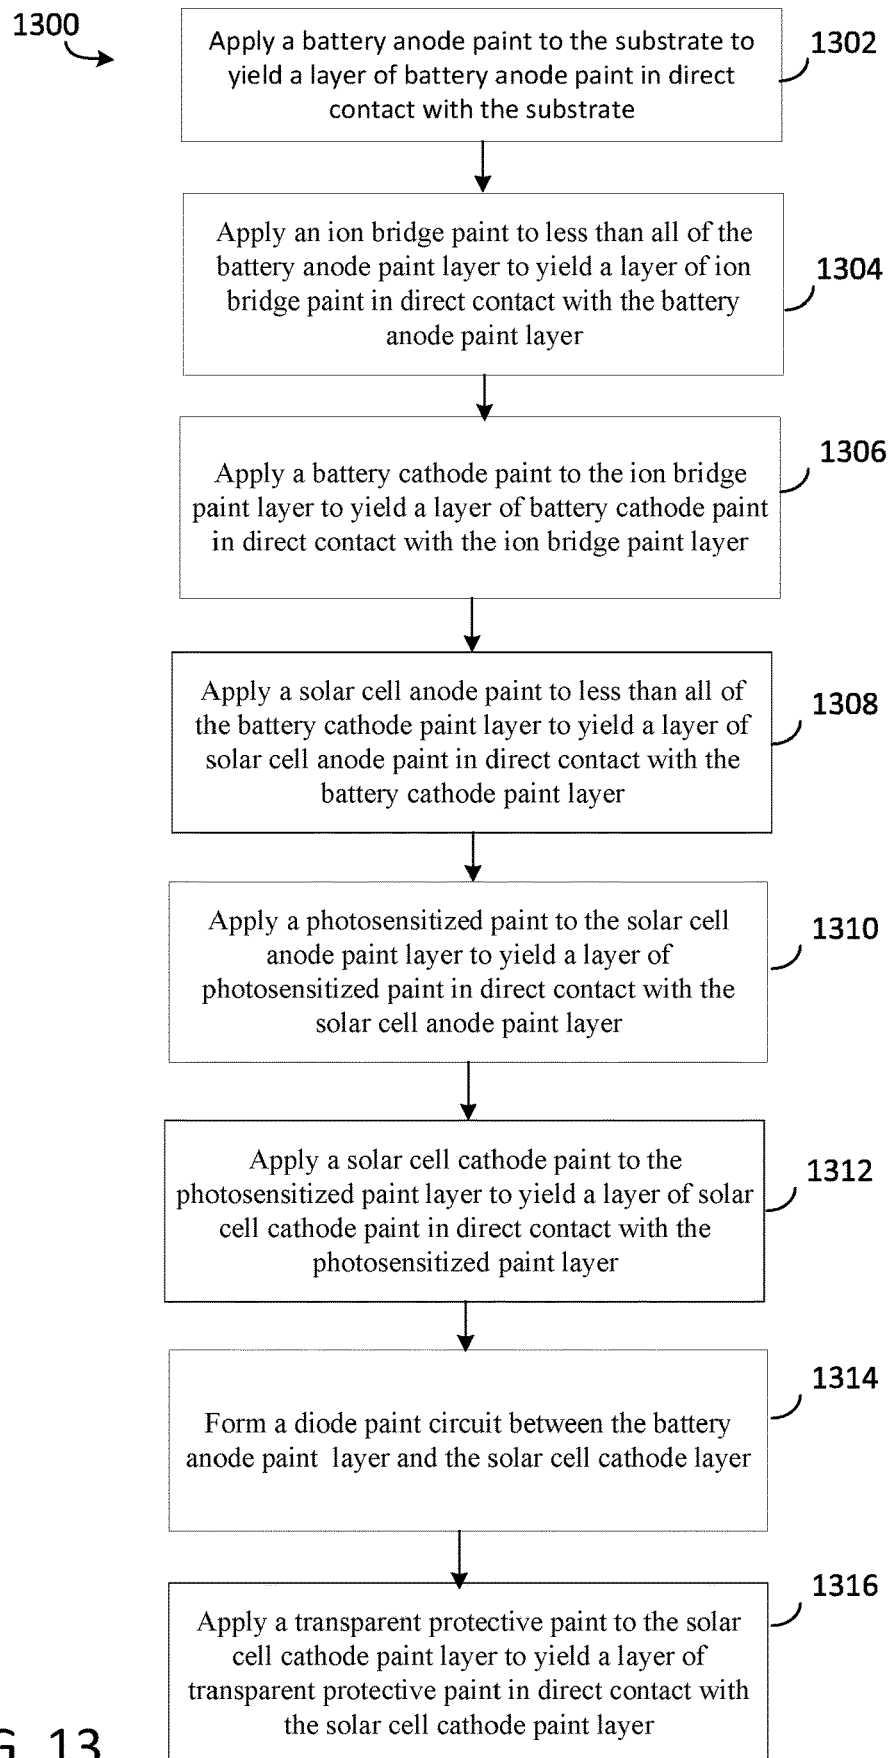 1300
Apply a battery anode paint to the substrate to
yield a layer of battery anode paint in direct
contact with the substrate
1302
Apply an ion bridge paint to less than all of the
battery anode paint layer to yield a layer of ion
bridge paint in direct contact with the battery
anode paint layer
1304
Apply a battery cathode paint to the ion bridge
paint layer to yield a layer of battery cathode paint
in direct contact with the ion bridge paint layer
1306
Apply a solar cell anode paint to less than all of
the battery cathode paint layer to yield a layer of
solar cell anode paint in direct contact with the
battery cathode paint layer
1308
Apply a photosensitized paint to the solar cell
anode paint layer to yield a layer of
photosensitized paint in direct contact with the
solar cell anode paint layer
1310
Apply a solar cell cathode paint to the
photosensitized paint layer to yield a layer of solar
cell cathode paint in direct contact with the
photosensitized paint layer
1312
Form a diode paint circuit between the battery
anode paint layer and the solar cell cathode layer
1314
Apply a transparent protective paint to the solar
cell cathode paint layer to yield a layer of
transparent protective paint in direct contact with
the solar cell cathode paint layer
1316
G. 13